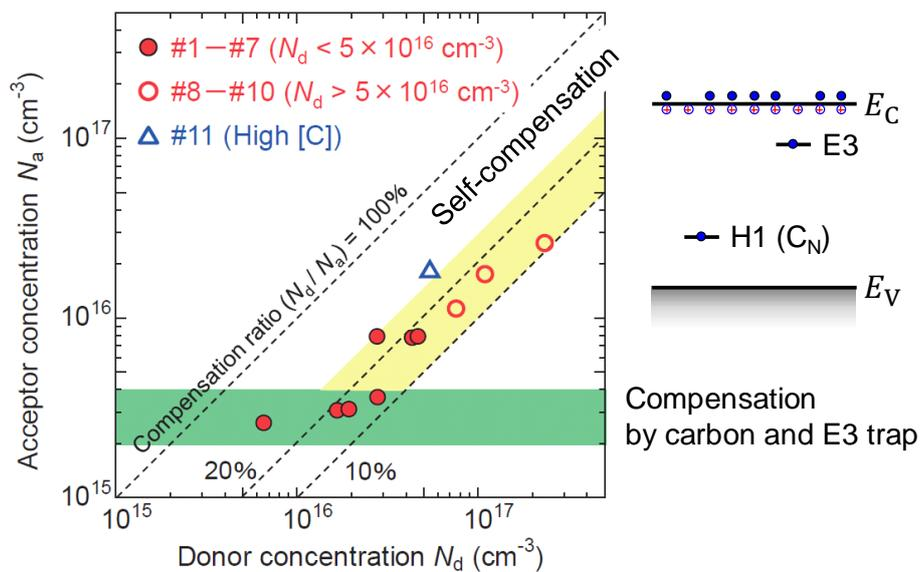 #1－#7 (Nd < 5 × 10^16 cm^-3)
#8－#10 (Nd > 5 × 10^16 cm^-3)
#11 (High [C])
Self-compensation
Compensation ratio (Nd / Na) = 100%
20%
10%
Acceptor concentration Na (cm^-3)
10^17
10^16
10^15
10^15
10^16
10^17
Donor concentration Nd (cm^-3)
EC
E3
H1 (CN)
EV
Compensation
by carbon and E3 trap